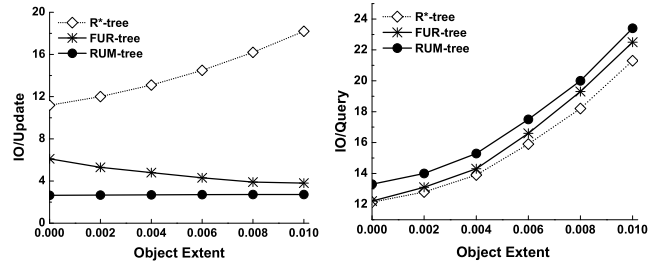 20
16
12
8
4
0
IO/Update
R*-tree
FUR-tree
RUM-tree
0.000 0.002 0.004 0.006 0.008 0.010
Object Extent
24
22
20
18
16
14
12
IO/Query
R*-tree
FUR-tree
RUM-tree
0.000 0.002 0.004 0.006 0.008 0.010
Object Extent